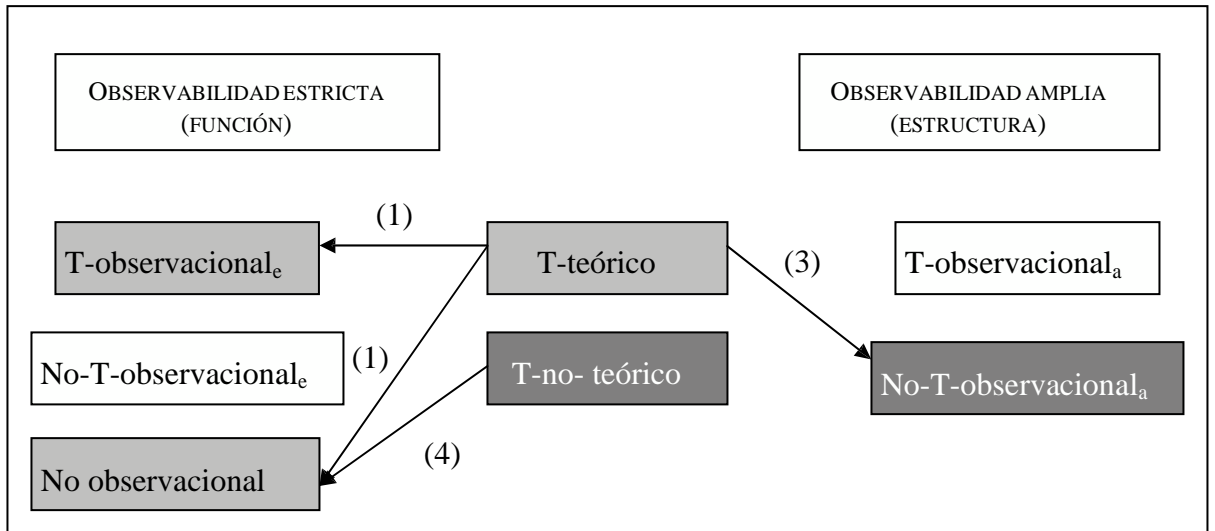 OBSERVABILIDAD ESTRICTA
(FUNCIÓN)
OBSERVABILIDAD AMPLIA
(ESTRUCTURA)
(1)
T-observacionalₑ
T-teórico
(3)
T-observacionalₐ
No-T-observacionalₑ
(1)
T-no- teórico
No-T-observacionalₐ
No observacional
(4)